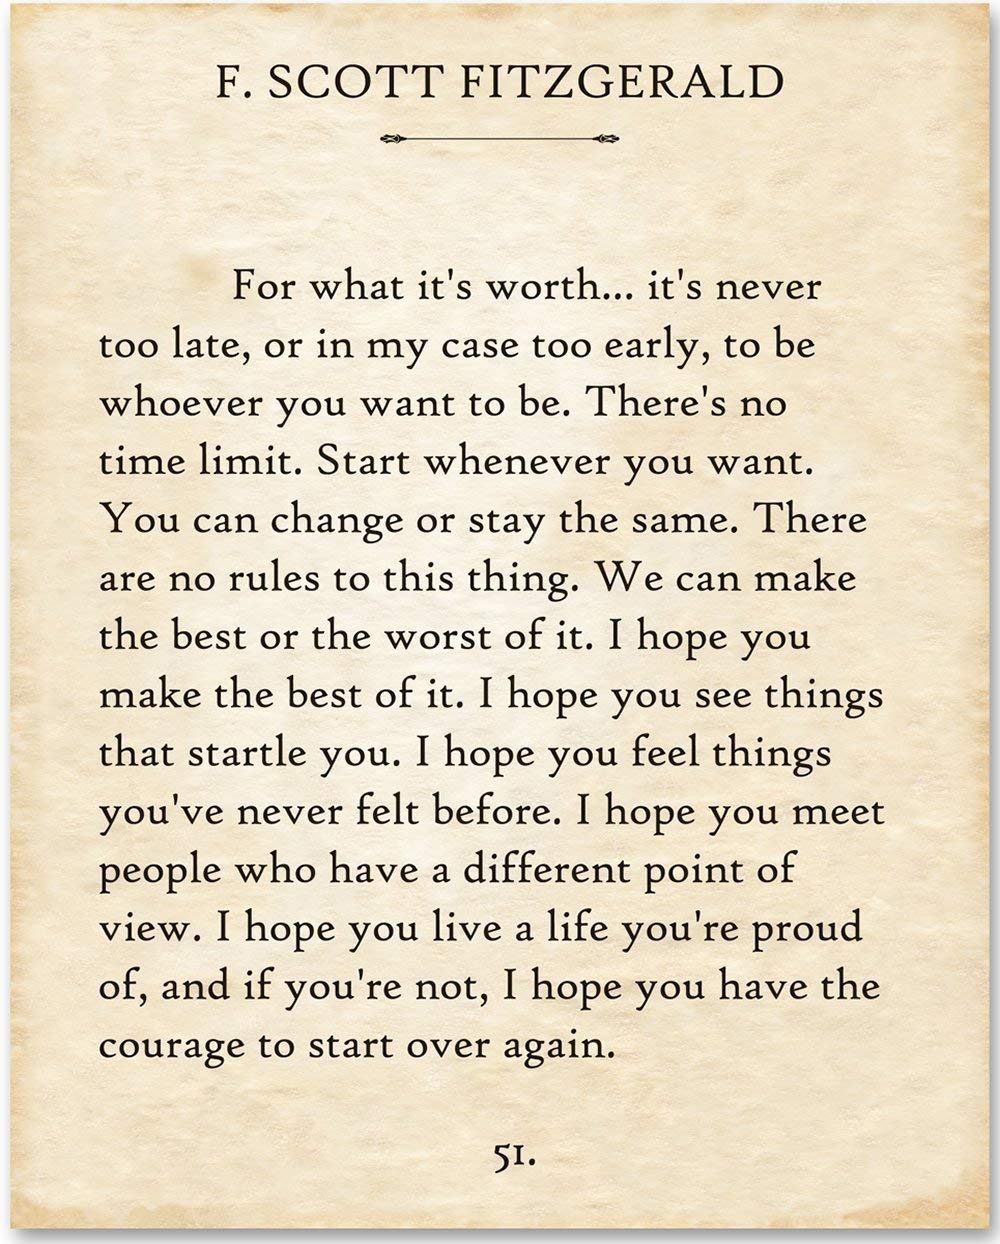 F. SCOTT FITZGERALD
For what it's worth... it's never
too late, or in my case too early, to be
whoever you want to be. There's no
time limit. Start whenever you want.
You can change or stay the same. There
are no rules to this thing. We can make
the best or the worst of it. I hope you
make the best of it. I hope you see things
that startle you. I hope you feel things
you've never felt before. I hope you meet
people who have a different point of
view. I hope you live a life you're proud
of, and if you're not, I hope you have the
courage to start over again.
51.